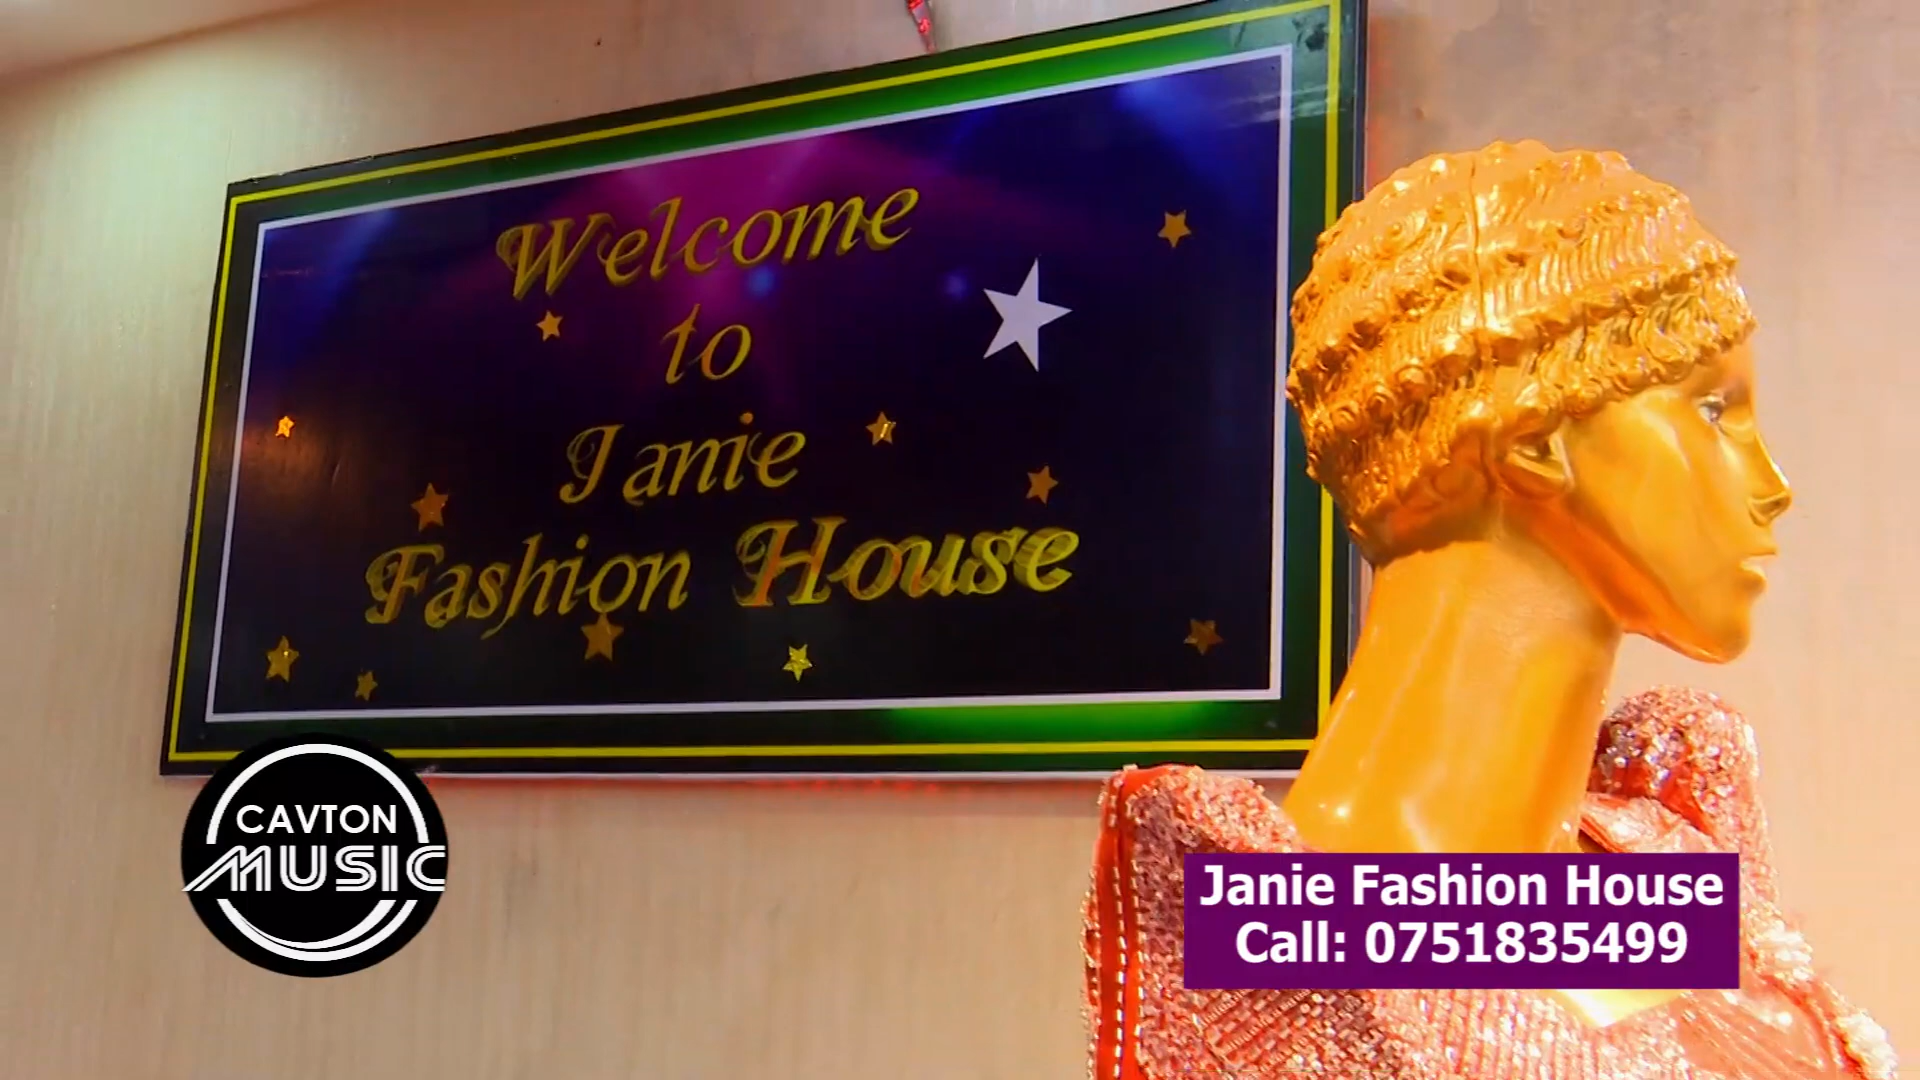 Welcome
to
Janie
Fashion House
CAVTON
MUSIC
Janie Fashion House
Call: 0751835499